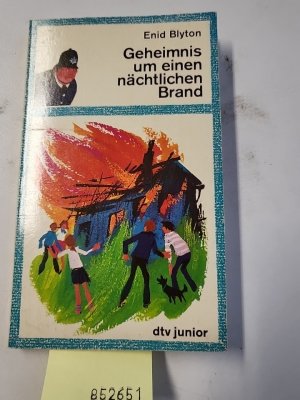 Enid Blyton
Geheimnis
um einen
nächtlichen
Brand
dtv junior
852651